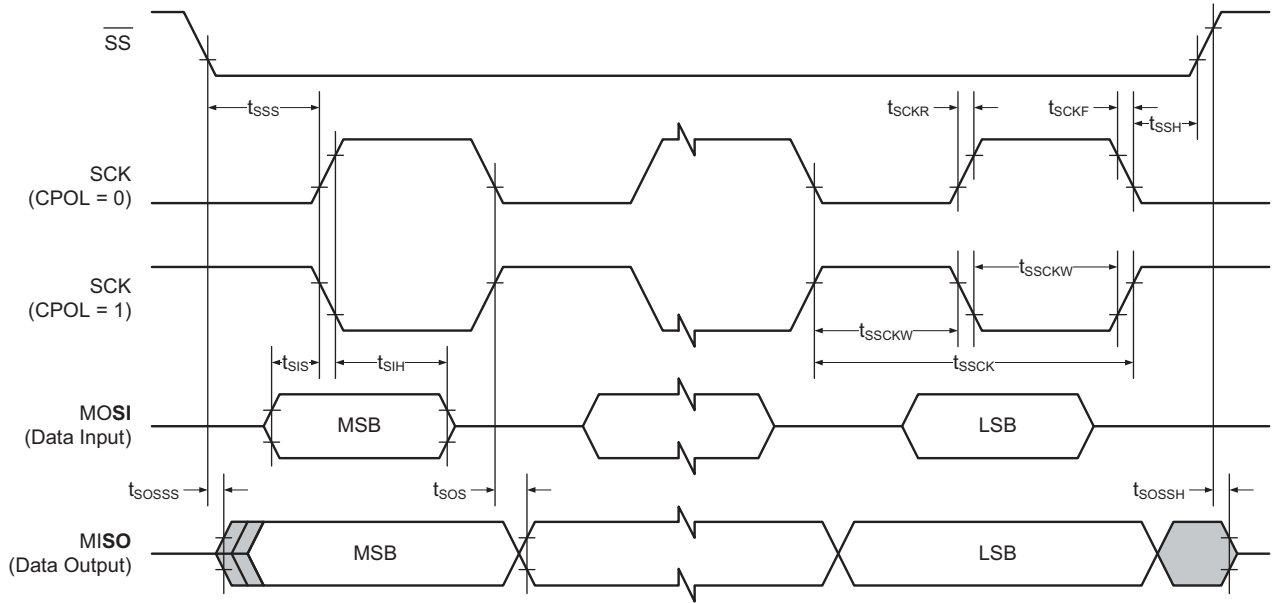 SS
tSSS
tSCKR
tSCKF
tSSH
SCK
(CPOL = 0)
SCK
(CPOL = 1)
tSSCKW
tSSCKW
tSSCK
tSIS
tSIH
MOSI
(Data Input)
MSB
LSB
tSOSSS
tSOS
tSOSSH
MISO
(Data Output)
MSB
LSB